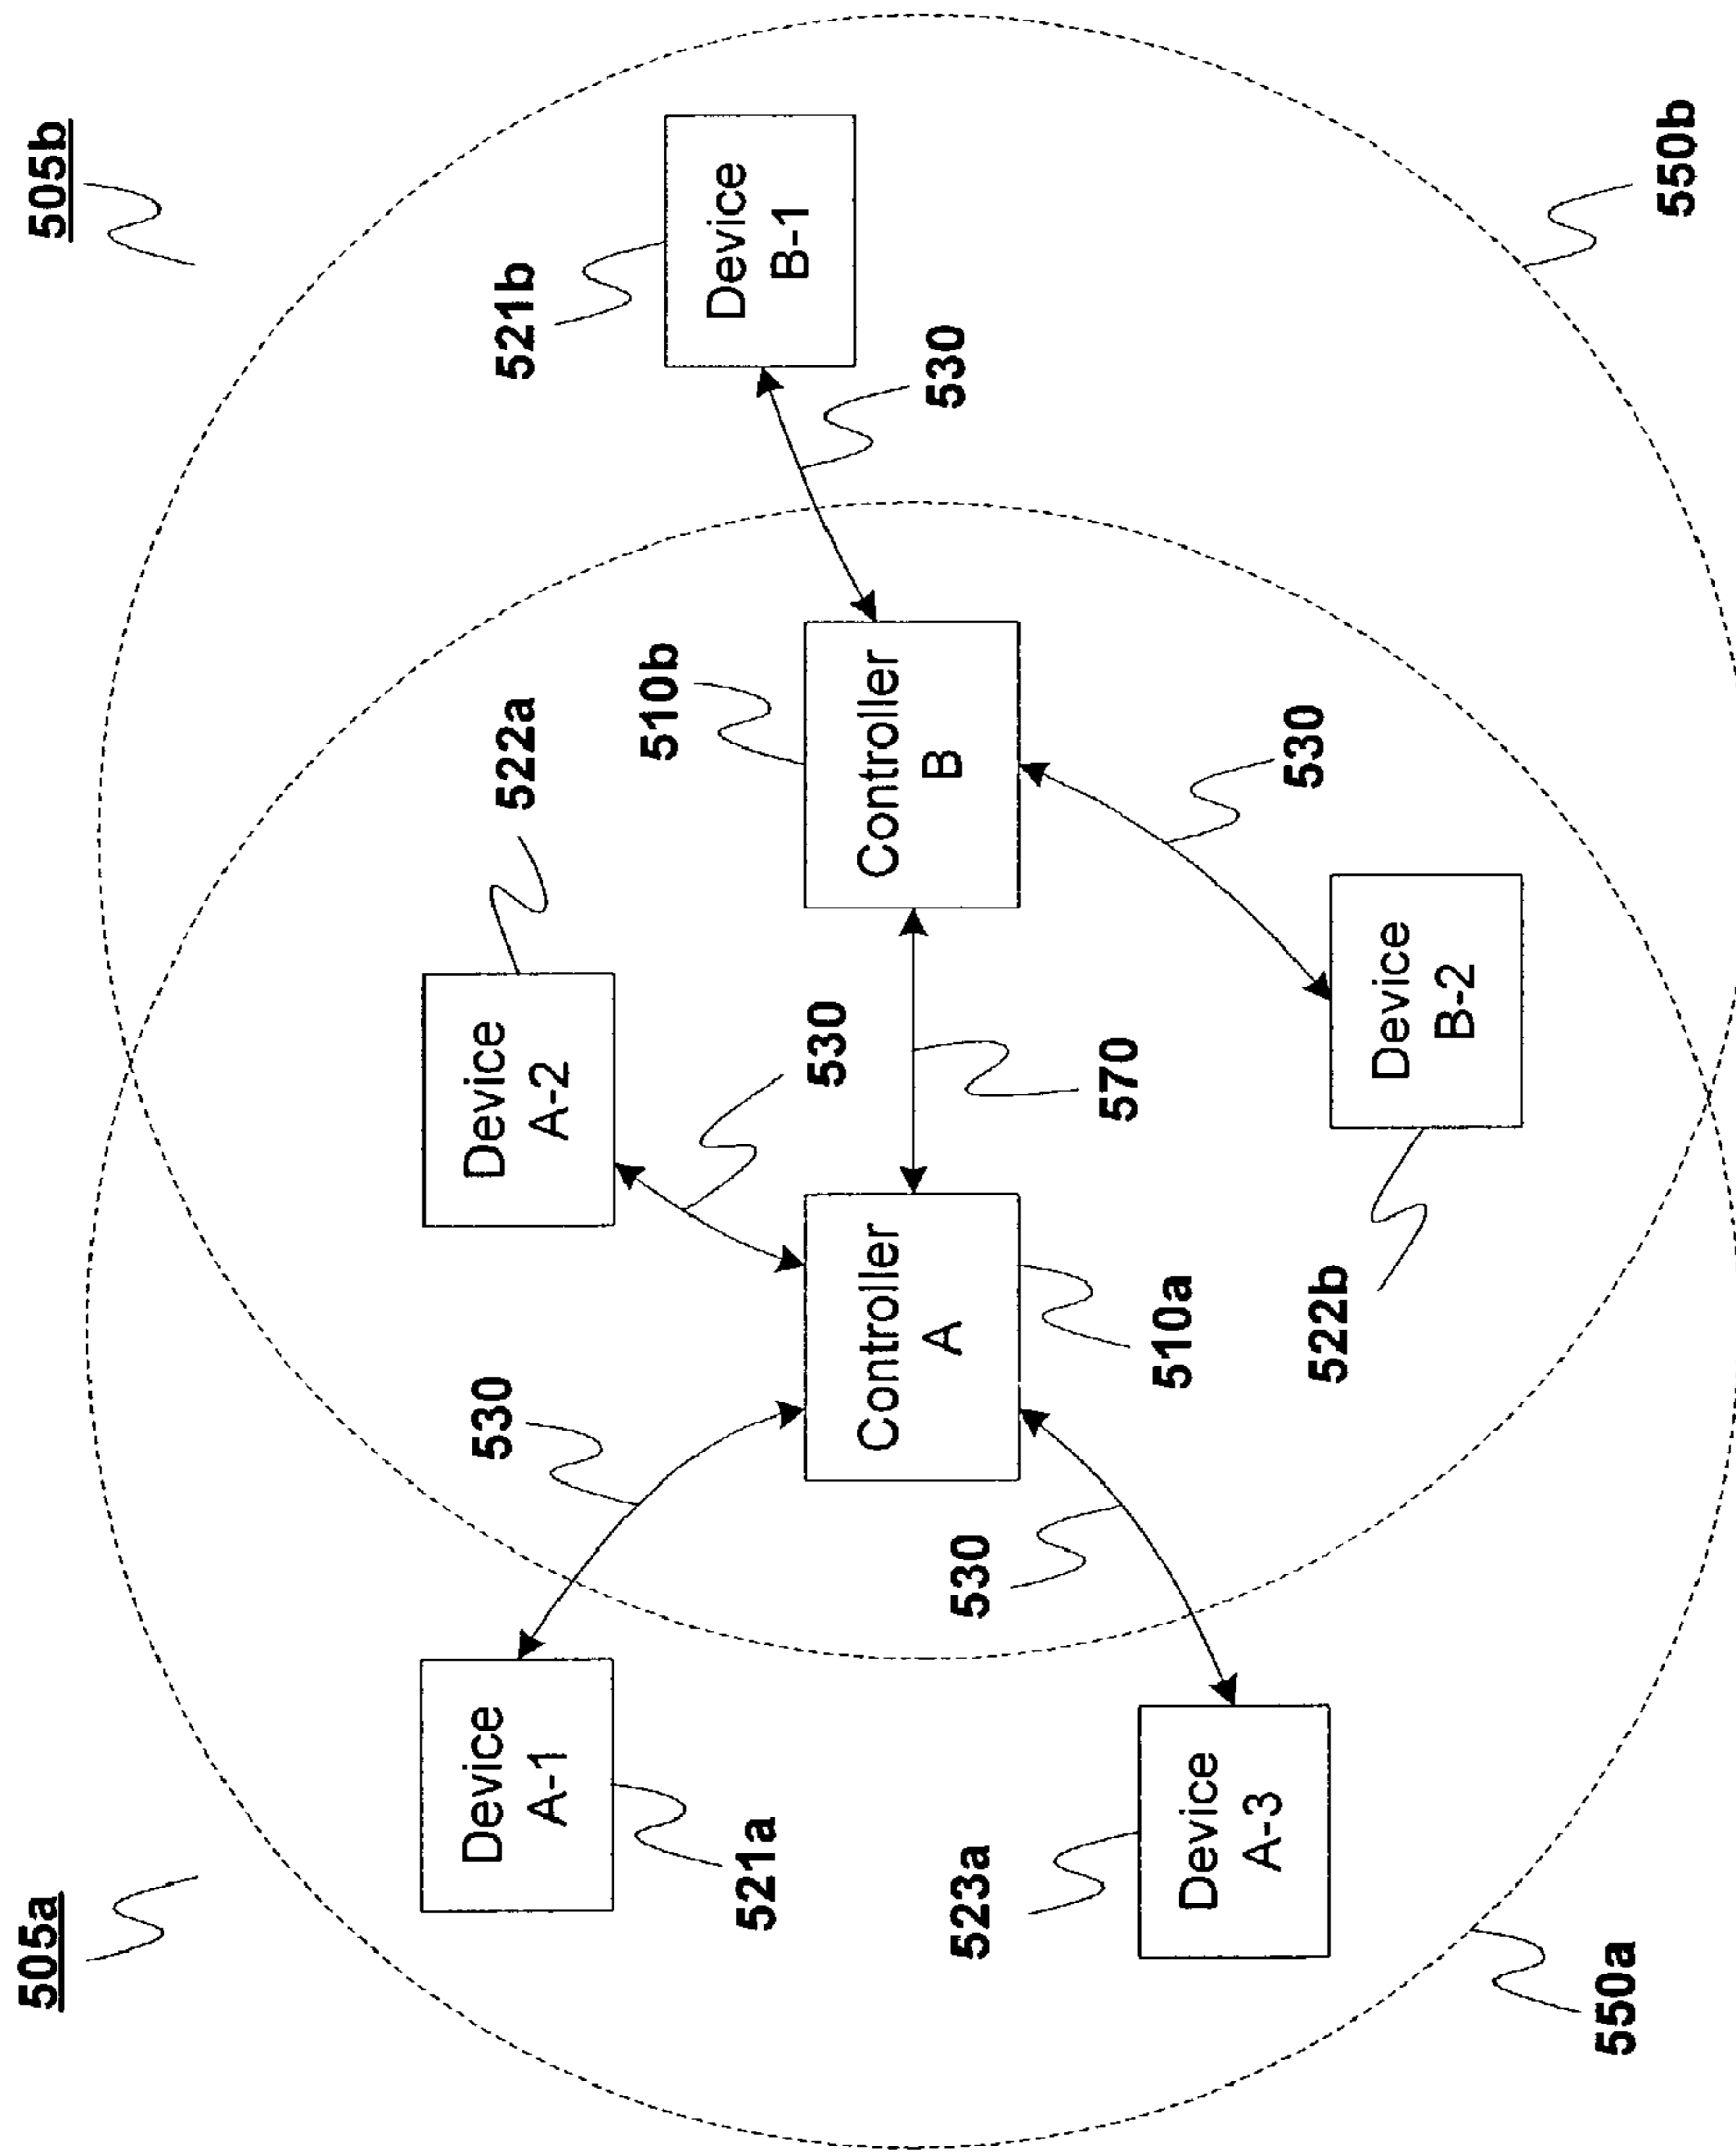 505a
505b
530
522a
521b
Device
A-1
Device
A-2
510b
Device
B-1
521a
530
Controller
A
Controller
B
530
523a
530
570
510a
Device
A-3
530
522b
Device
B-2
550a
550b